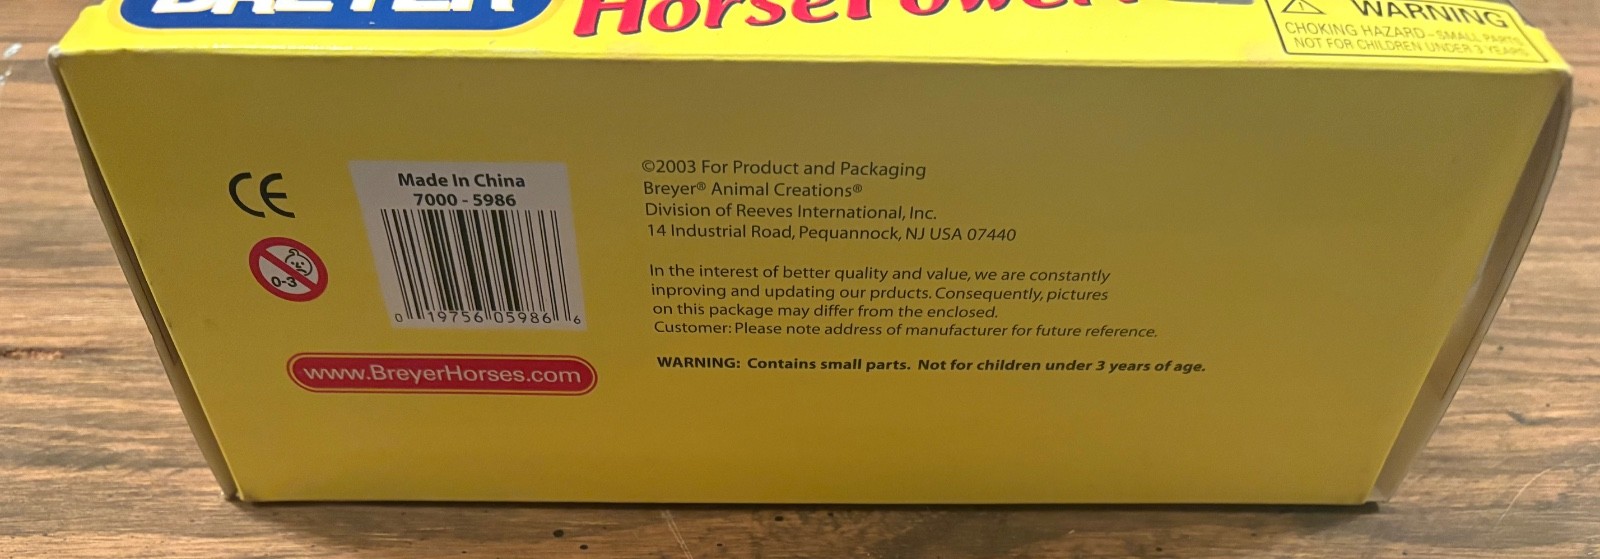 BREYER
HorsePower!
WARNING
CHOKING HAZARD - SMALL PARTS
NOT FOR CHILDREN UNDER 3 YEARS
CE
0-3
Made In China
7000 - 5986
0 19756 05986 6
www.BreyerHorses.com
©2003 For Product and Packaging
Breyer® Animal Creations®
Division of Reeves International, Inc.
14 Industrial Road, Pequannock, NJ USA 07440
In the interest of better quality and value, we are constantly
inproving and updating our prducts. Consequently, pictures
on this package may differ from the enclosed.
Customer: Please note address of manufacturer for future reference.
WARNING: Contains small parts. Not for children under 3 years of age.